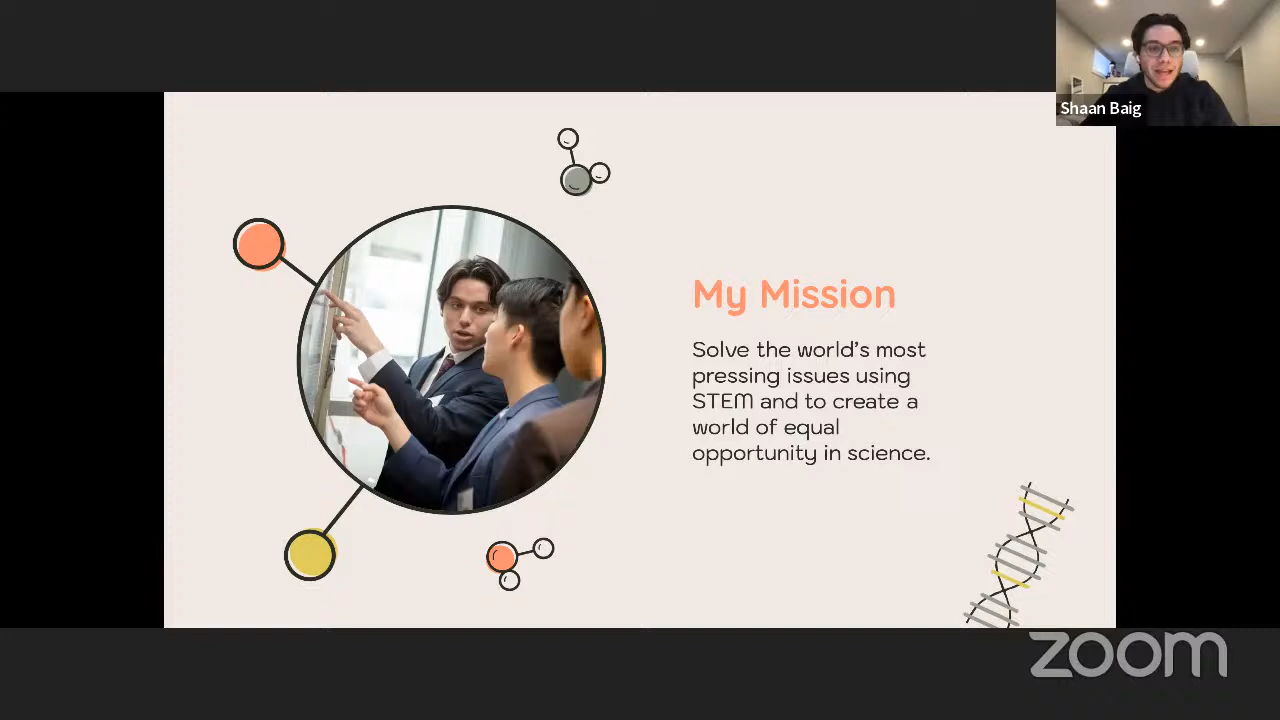 Shaan Baig
My Mission
Solve the world's most
pressing issues using
STEM and to create a
world of equal
opportunity in science.
zoom